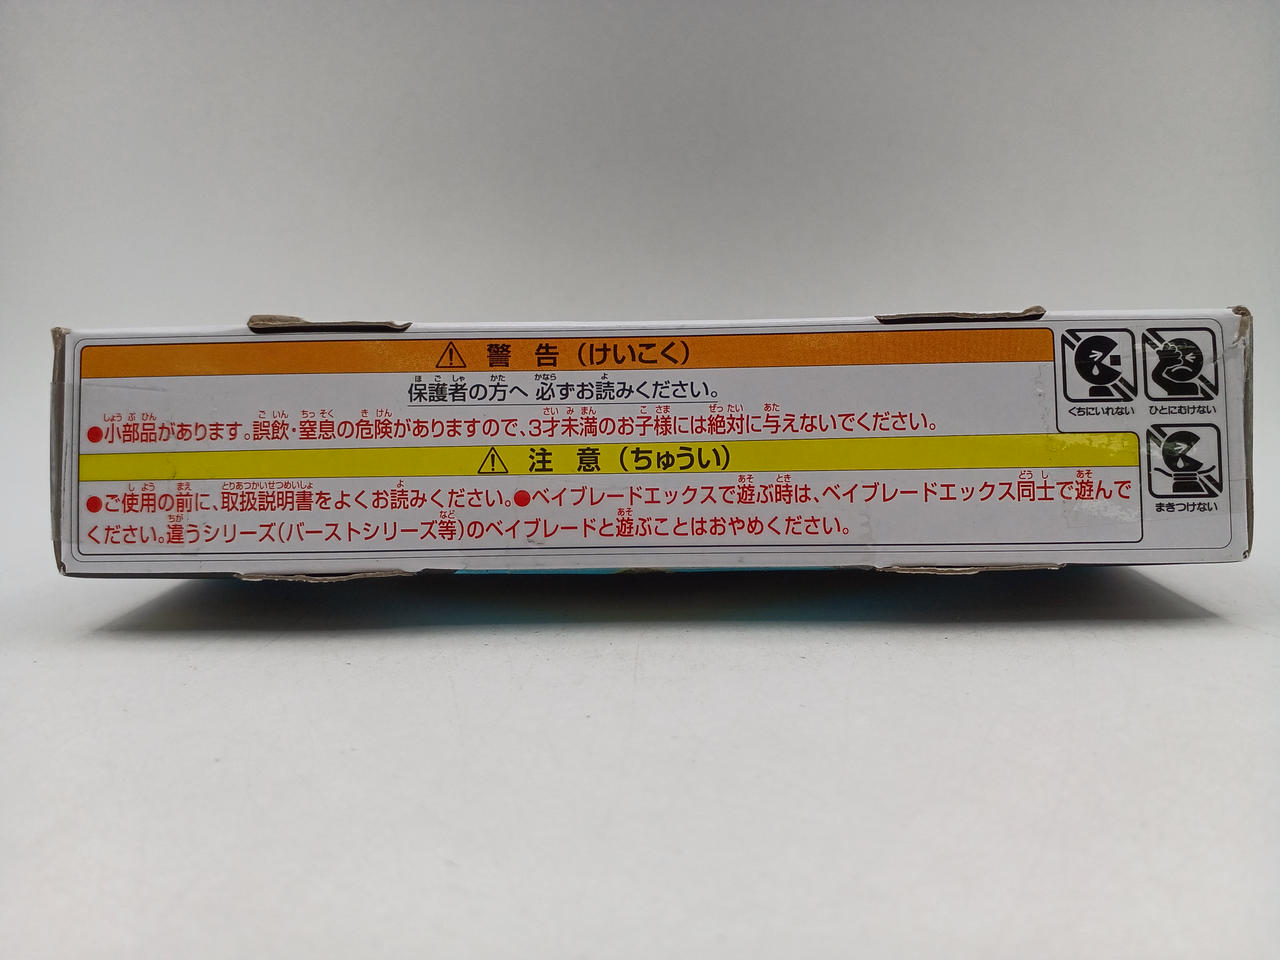 ⚠ 警告（けいこく）
保護者の方へ 必ずお読みください。
●小部品があります。誤飲・窒息の危険がありますので、3才未満のお子様には絶対に与えないでください。
⚠ 注意（ちゅうい）
●ご使用の前に、取扱説明書をよくお読みください。●ベイブレードエックスで遊ぶ時は、ベイブレードエックス同士で遊んで
ください。違うシリーズ（バーストシリーズ等）のベイブレードと遊ぶことはおやめください。
くちにいれない
ひとにむけない
まきつけない